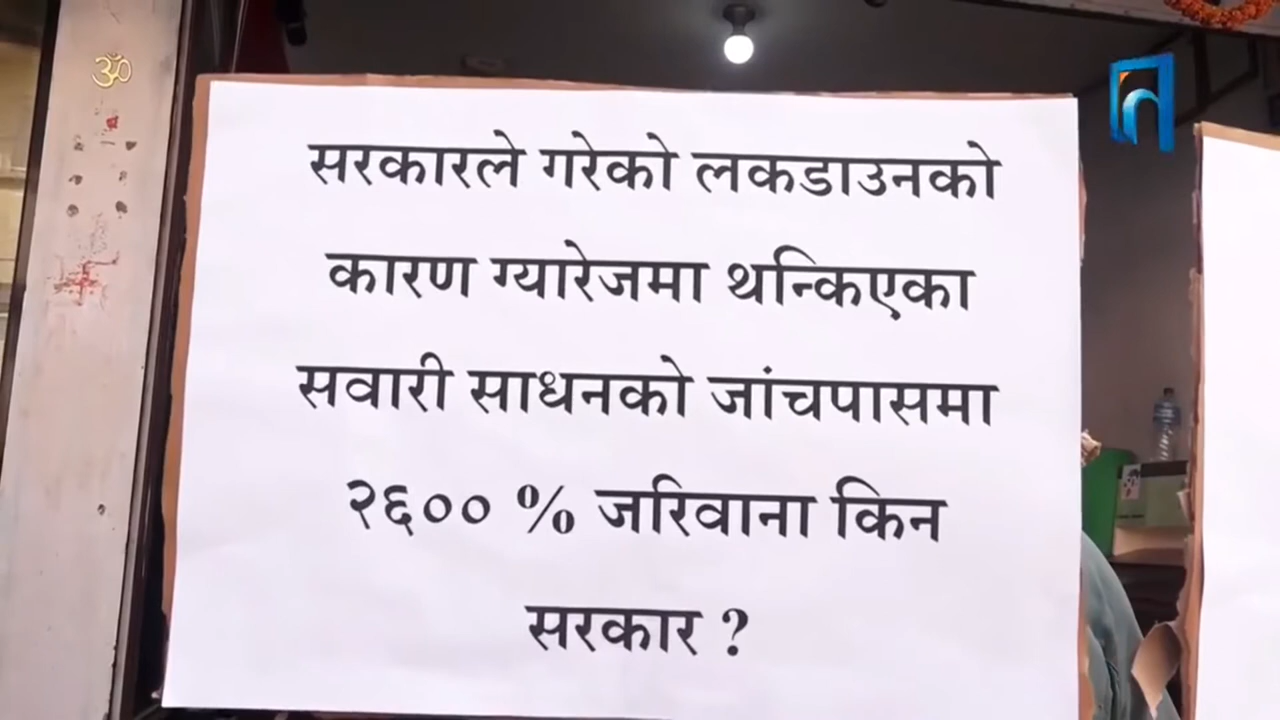 ॐ
सरकारले गरेको लकडाउनको
कारण ग्यारेजमा थन्किएका
सवारी साधनको जांचपासमा
२६०० % जरिवाना किन
सरकार ?